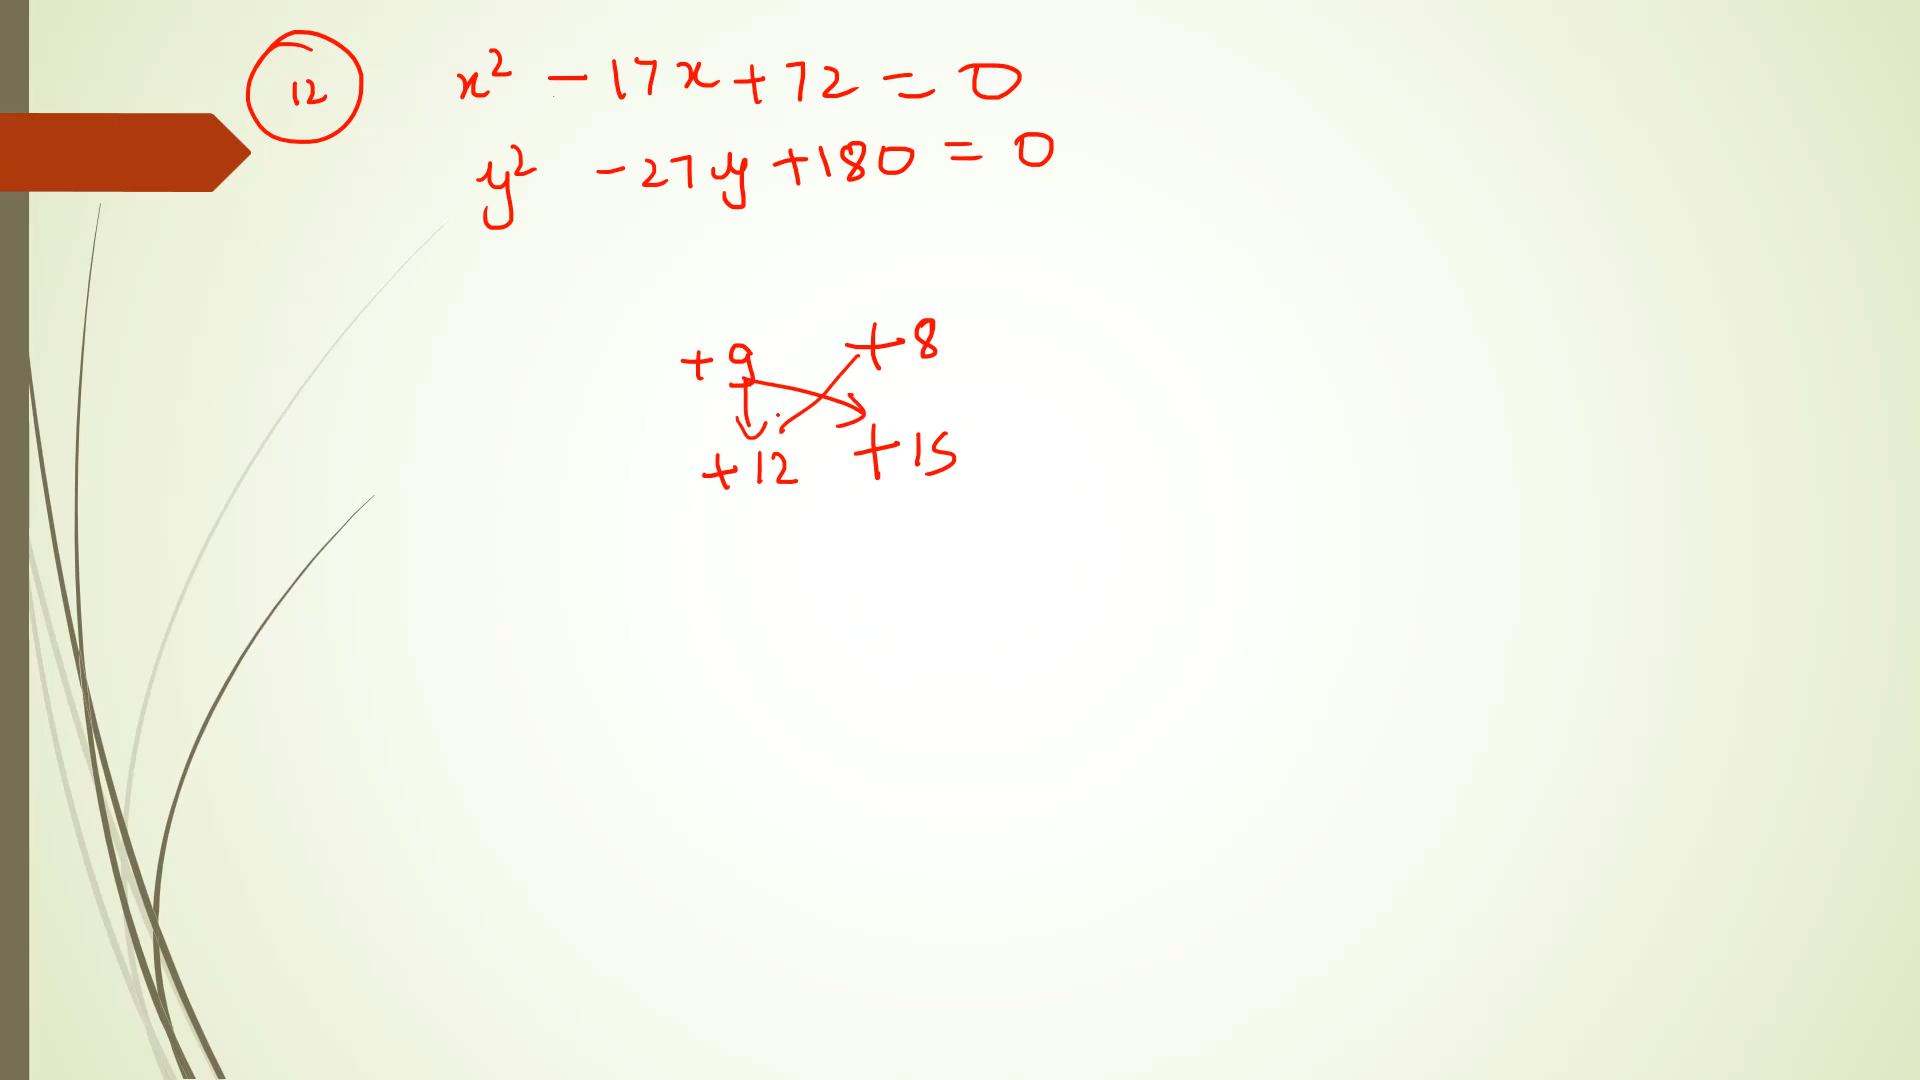 12
x² - 17x + 72 = 0
y² - 27y + 180 = 0
+9 +8
+12 +15